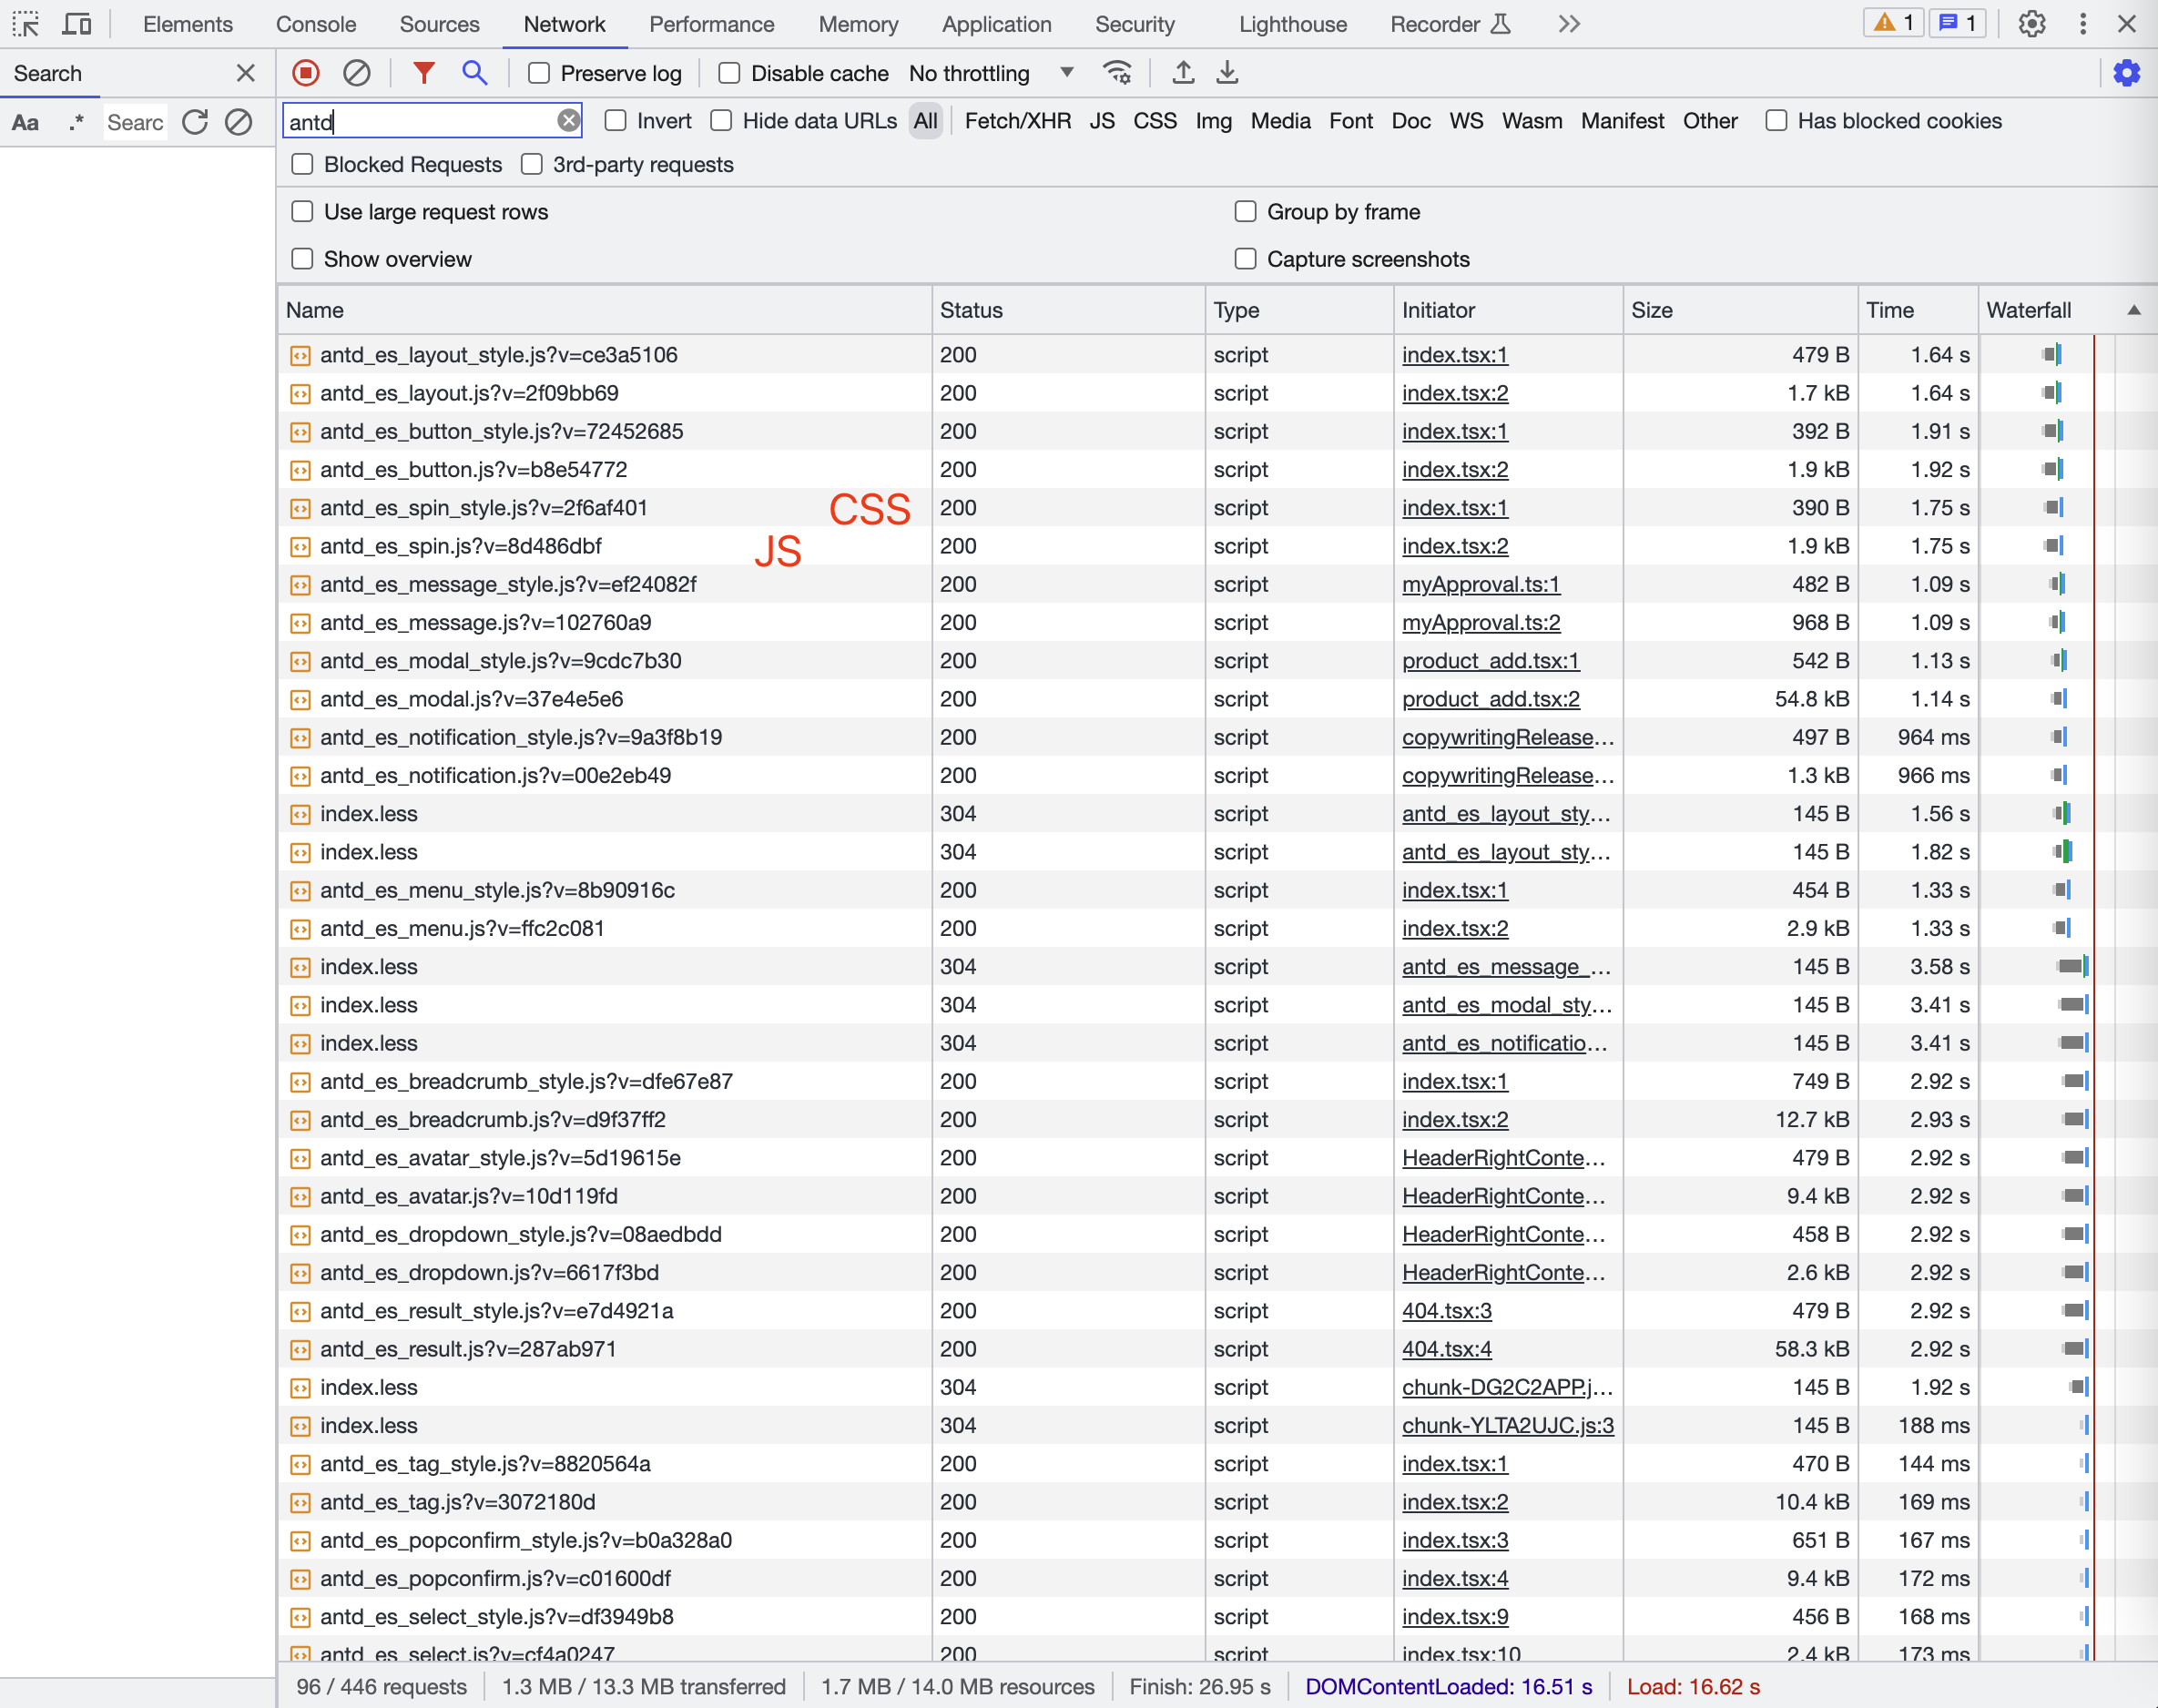 Elements Console Sources Network Performance Memory Application Security Lighthouse Recorder 1 1
Search Preserve log Disable cache No throttling
Aa .* Searc antd Invert Hide data URLs All Fetch/XHR JS CSS Img Media Font Doc WS Wasm Manifest Other Has blocked cookies
Blocked Requests 3rd-party requests
Use large request rows Group by frame
Show overview Capture screenshots
Name Status Type Initiator Size Time Waterfall
antd_es_layout_style.js?v=ce3a5106 200 script index.tsx:1 479 B 1.64 s
antd_es_layout.js?v=2f09bb69 200 script index.tsx:2 1.7 kB 1.64 s
antd_es_button_style.js?v=72452685 200 script index.tsx:1 392 B 1.91 s
antd_es_button.js?v=b8e54772 200 script index.tsx:2 1.9 kB 1.92 s
antd_es_spin_style.js?v=2f6af401 CSS 200 script index.tsx:1 390 B 1.75 s
antd_es_spin.js?v=8d486dbf JS 200 script index.tsx:2 1.9 kB 1.75 s
antd_es_message_style.js?v=ef24082f 200 script myApproval.ts:1 482 B 1.09 s
antd_es_message.js?v=102760a9 200 script myApproval.ts:2 968 B 1.09 s
antd_es_modal_style.js?v=9cdc7b30 200 script product_add.tsx:1 542 B 1.13 s
antd_es_modal.js?v=37e4e5e6 200 script product_add.tsx:2 54.8 kB 1.14 s
antd_es_notification_style.js?v=9a3f8b19 200 script copywritingRelease... 497 B 964 ms
antd_es_notification.js?v=00e2eb49 200 script copywritingRelease... 1.3 kB 966 ms
index.less 304 script antd_es_layout_sty... 145 B 1.56 s
index.less 304 script antd_es_layout_sty... 145 B 1.82 s
antd_es_menu_style.js?v=8b90916c 200 script index.tsx:1 454 B 1.33 s
antd_es_menu.js?v=ffc2c081 200 script index.tsx:2 2.9 kB 1.33 s
index.less 304 script antd_es_message_... 145 B 3.58 s
index.less 304 script antd_es_modal_sty... 145 B 3.41 s
index.less 304 script antd_es_notificatio... 145 B 3.41 s
antd_es_breadcrumb_style.js?v=dfe67e87 200 script index.tsx:1 749 B 2.92 s
antd_es_breadcrumb.js?v=d9f37ff2 200 script index.tsx:2 12.7 kB 2.93 s
antd_es_avatar_style.js?v=5d19615e 200 script HeaderRightConte... 479 B 2.92 s
antd_es_avatar.js?v=10d119fd 200 script HeaderRightConte... 9.4 kB 2.92 s
antd_es_dropdown_style.js?v=08aedbdd 200 script HeaderRightConte... 458 B 2.92 s
antd_es_dropdown.js?v=6617f3bd 200 script HeaderRightConte... 2.6 kB 2.92 s
antd_es_result_style.js?v=e7d4921a 200 script 404.tsx:3 479 B 2.92 s
antd_es_result.js?v=287ab971 200 script 404.tsx:4 58.3 kB 2.92 s
index.less 304 script chunk-DG2C2APP.j... 145 B 1.92 s
index.less 304 script chunk-YLTA2UJC.js:3 145 B 188 ms
antd_es_tag_style.js?v=8820564a 200 script index.tsx:1 470 B 144 ms
antd_es_tag.js?v=3072180d 200 script index.tsx:2 10.4 kB 169 ms
antd_es_popconfirm_style.js?v=b0a328a0 200 script index.tsx:3 651 B 167 ms
antd_es_popconfirm.js?v=c01600df 200 script index.tsx:4 9.4 kB 172 ms
antd_es_select_style.js?v=df3949b8 200 script index.tsx:9 456 B 168 ms
antd_es_select.js?v=cf4a0247 200 script index.tsx:10 2.4 kB 173 ms
96 / 446 requests 1.3 MB / 13.3 MB transferred 1.7 MB / 14.0 MB resources Finish: 26.95 s DOMContentLoaded: 16.51 s Load: 16.62 s